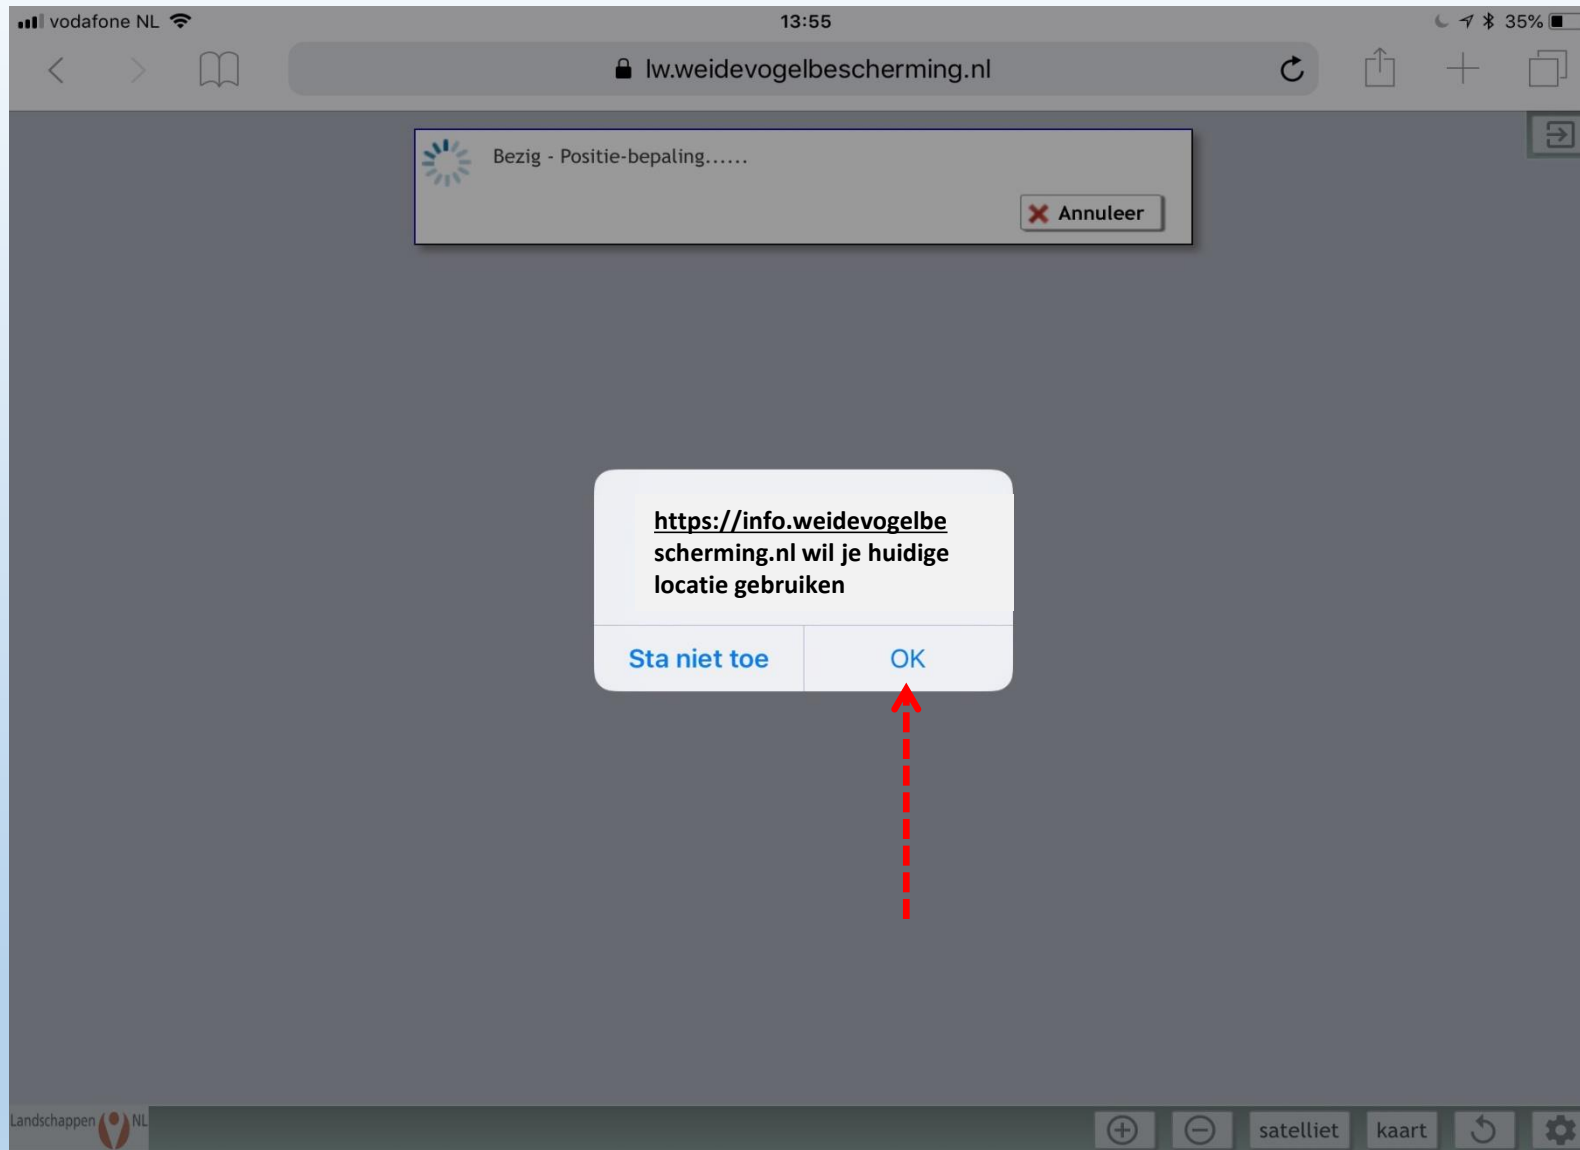 vodafone NL 13:55 35%
lw.weidevogelbescherming.nl
Bezig - Positie-bepaling......
Annuleer
https://info.weidevogelbe
scherming.nl wil je huidige
locatie gebruiken
Sta niet toe OK
Landschappen NL satelliet kaart